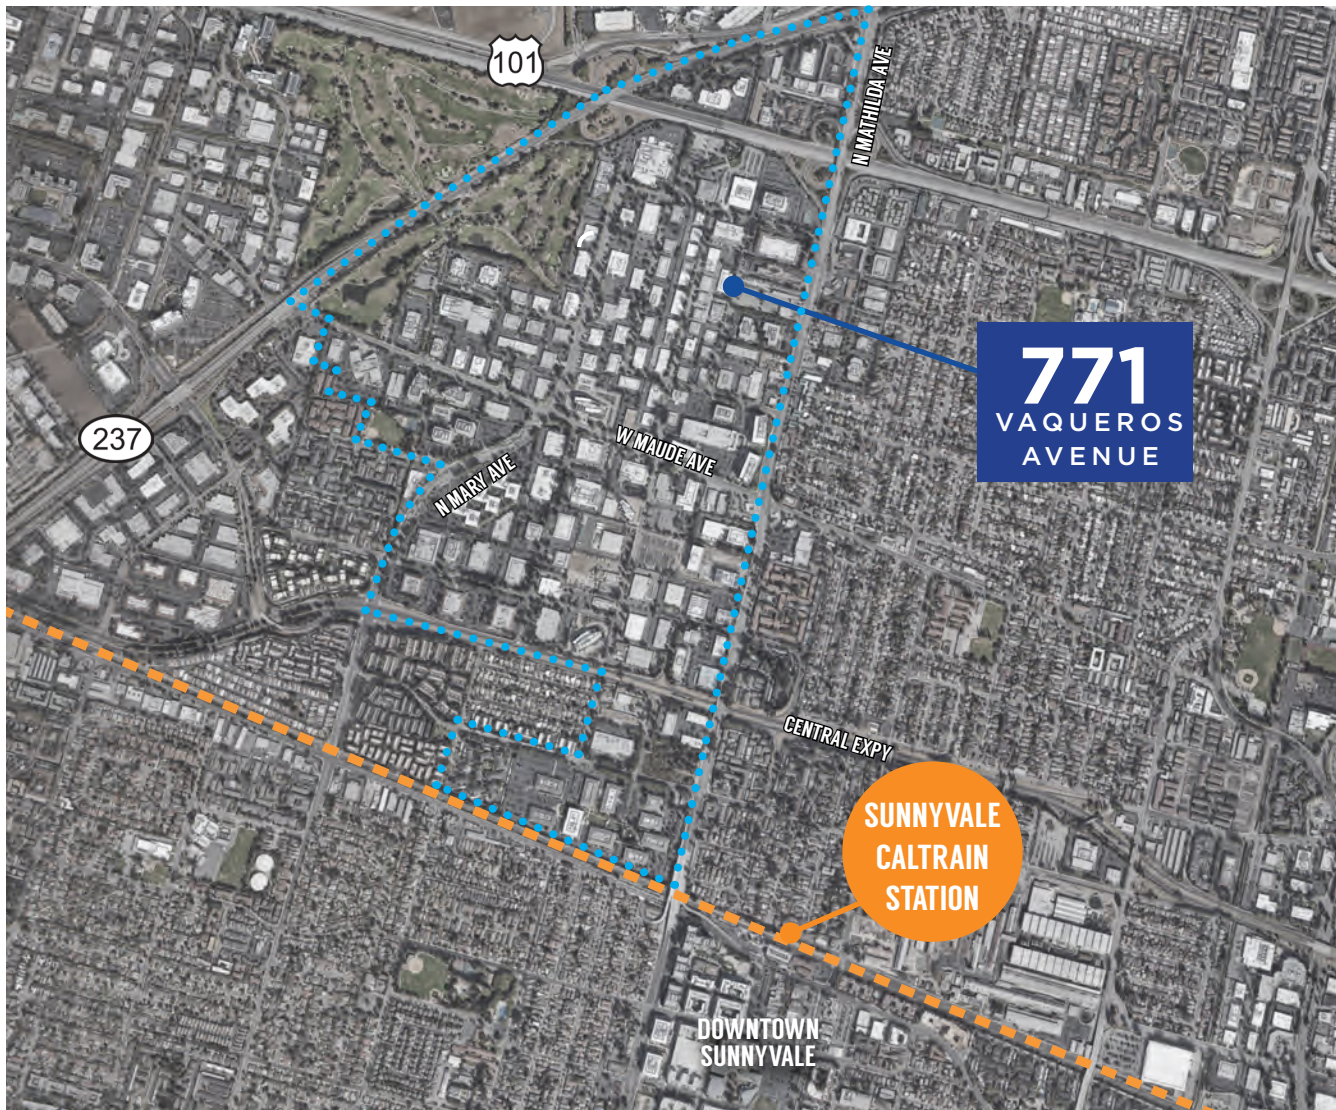 101
N MATHILDA AVE
771
VAQUEROS
AVENUE
237
W MAUDE AVE
N MARY AVE
CENTRAL EXPY
SUNNYVALE
CALTRAIN
STATION
DOWNTOWN
SUNNYVALE